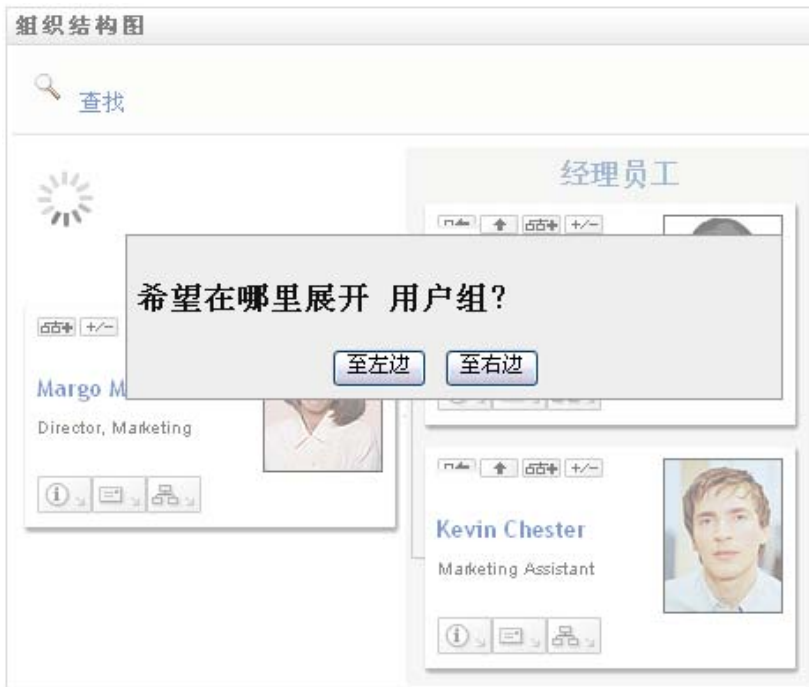 组织结构图
查找
经理员工
+/−
希望在哪里展开 用户组？
至左边 至右边
+/−
Margo M
Director, Marketing
+/−
Kevin Chester
Marketing Assistant